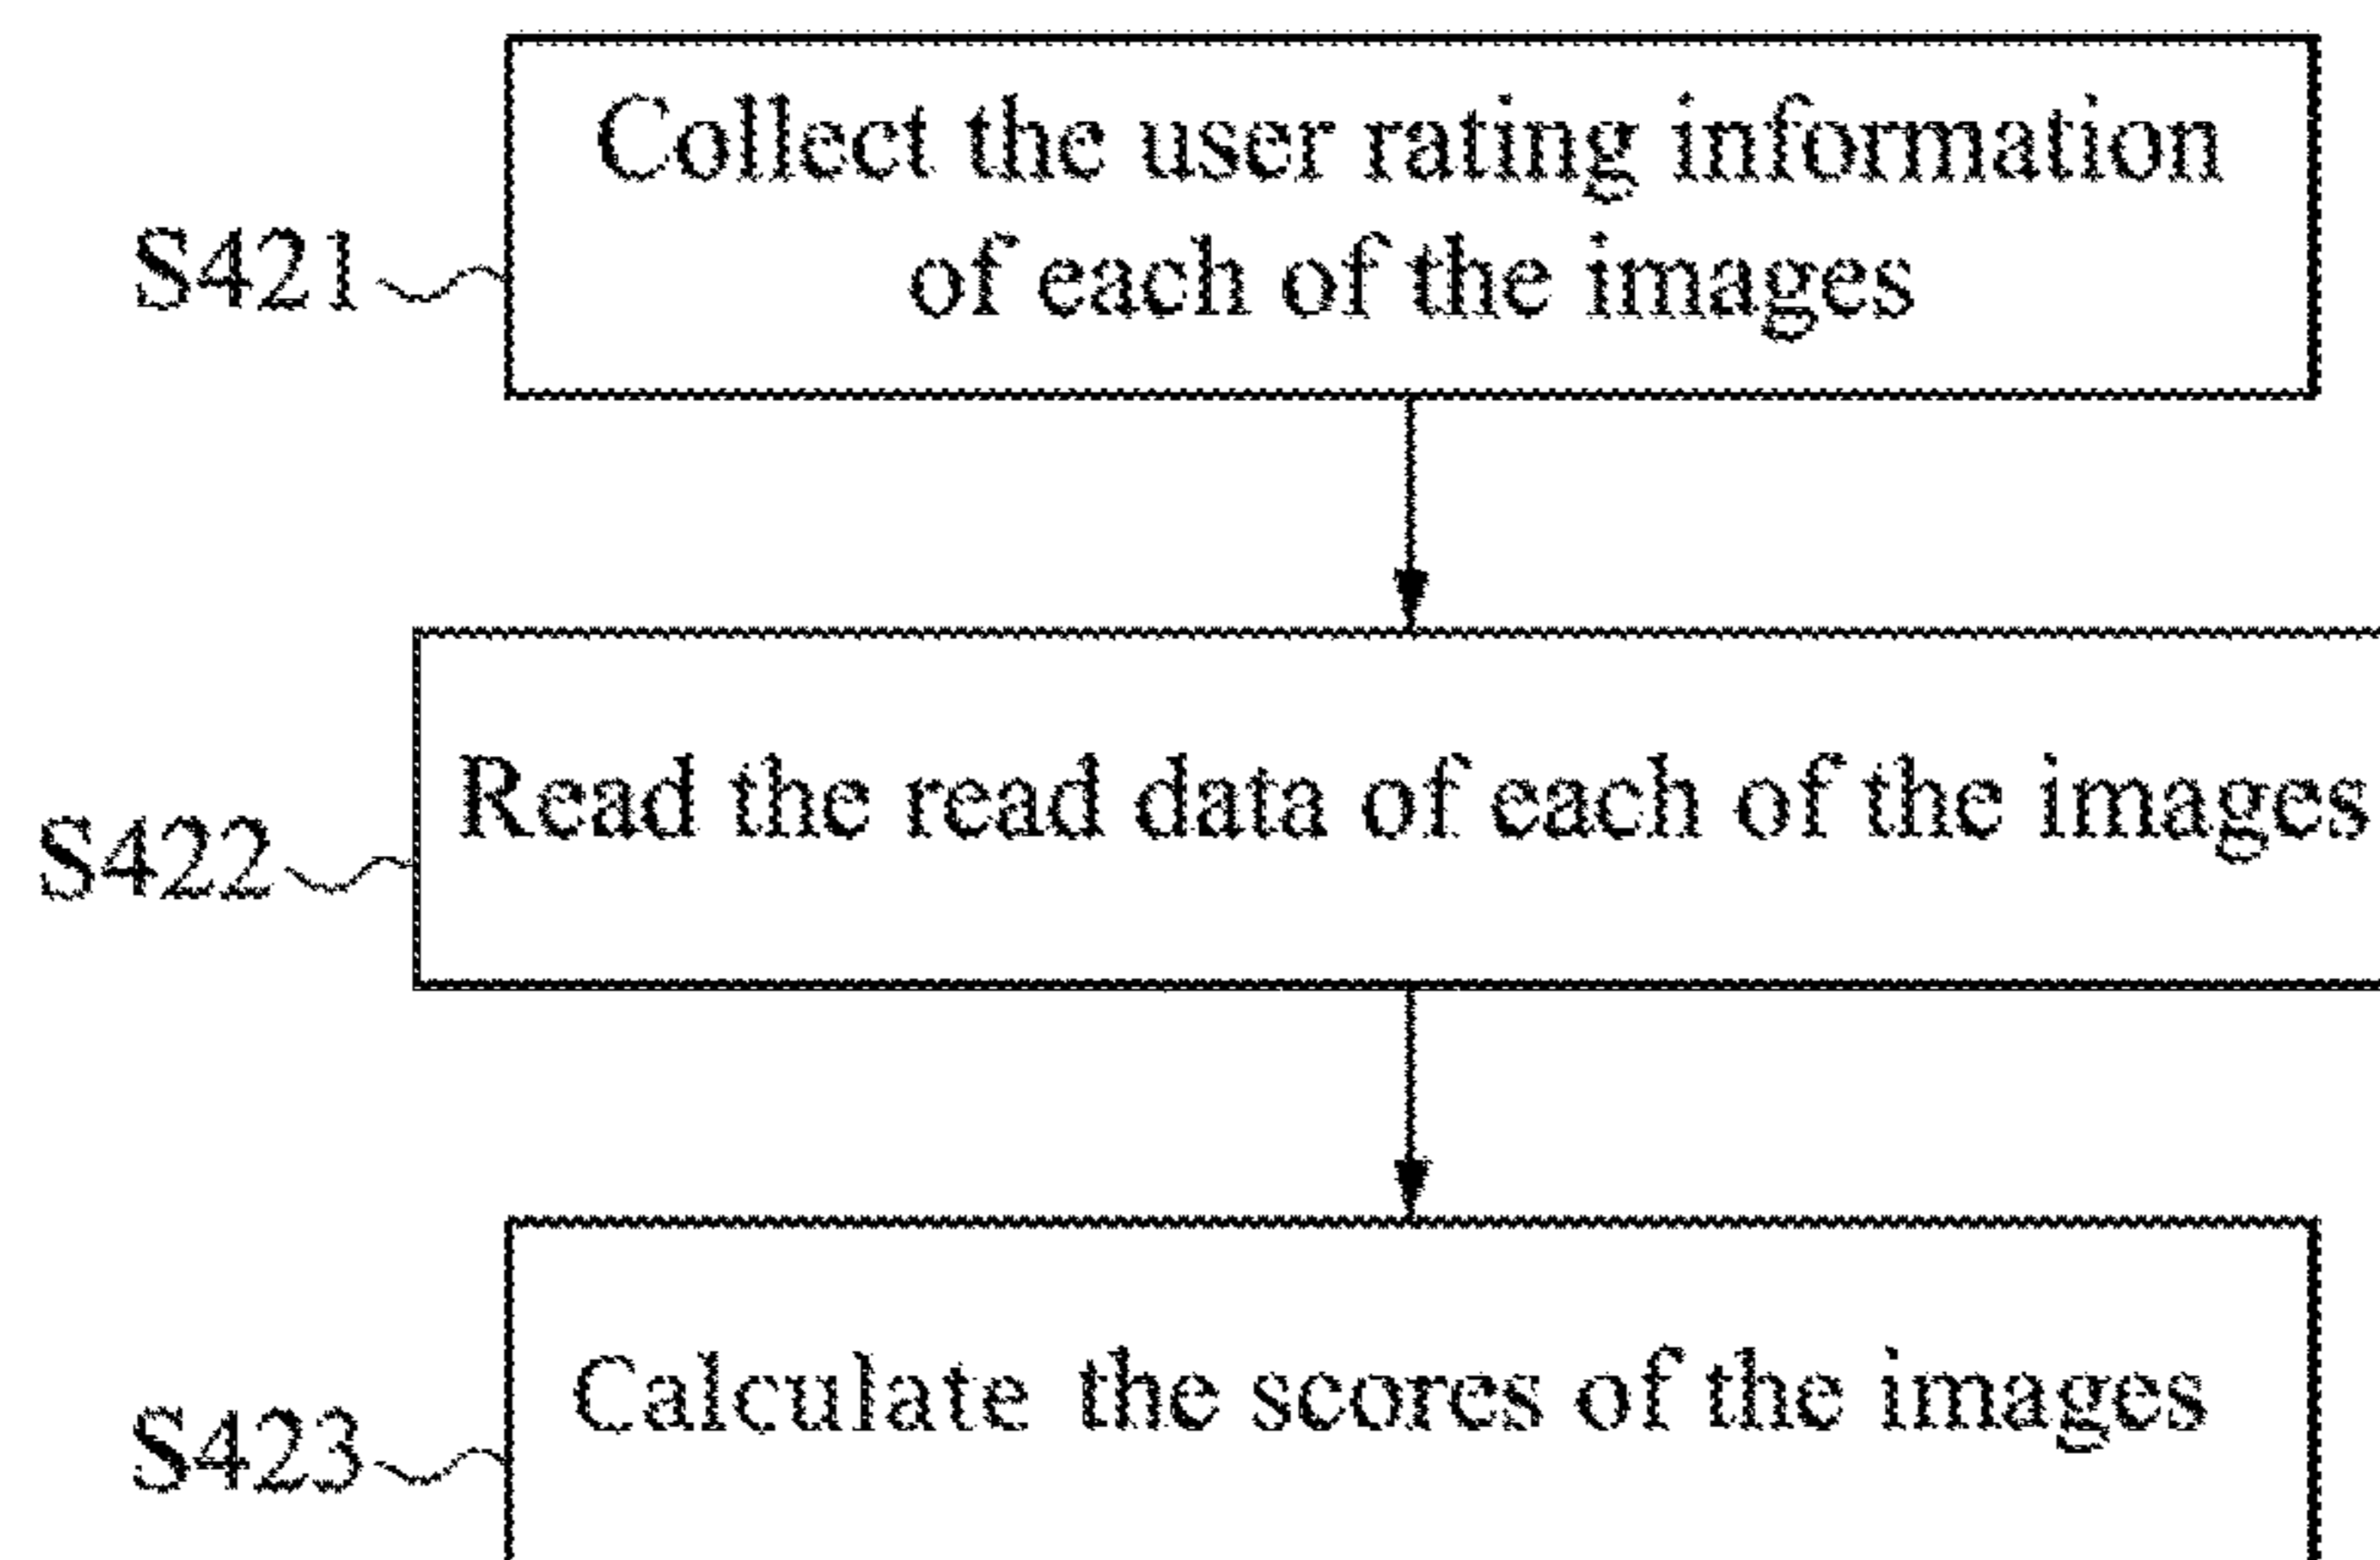 Collect the user rating information
of each of the images
S421
Read the read data of each of the images
S422
Calculate the scores of the images
S423